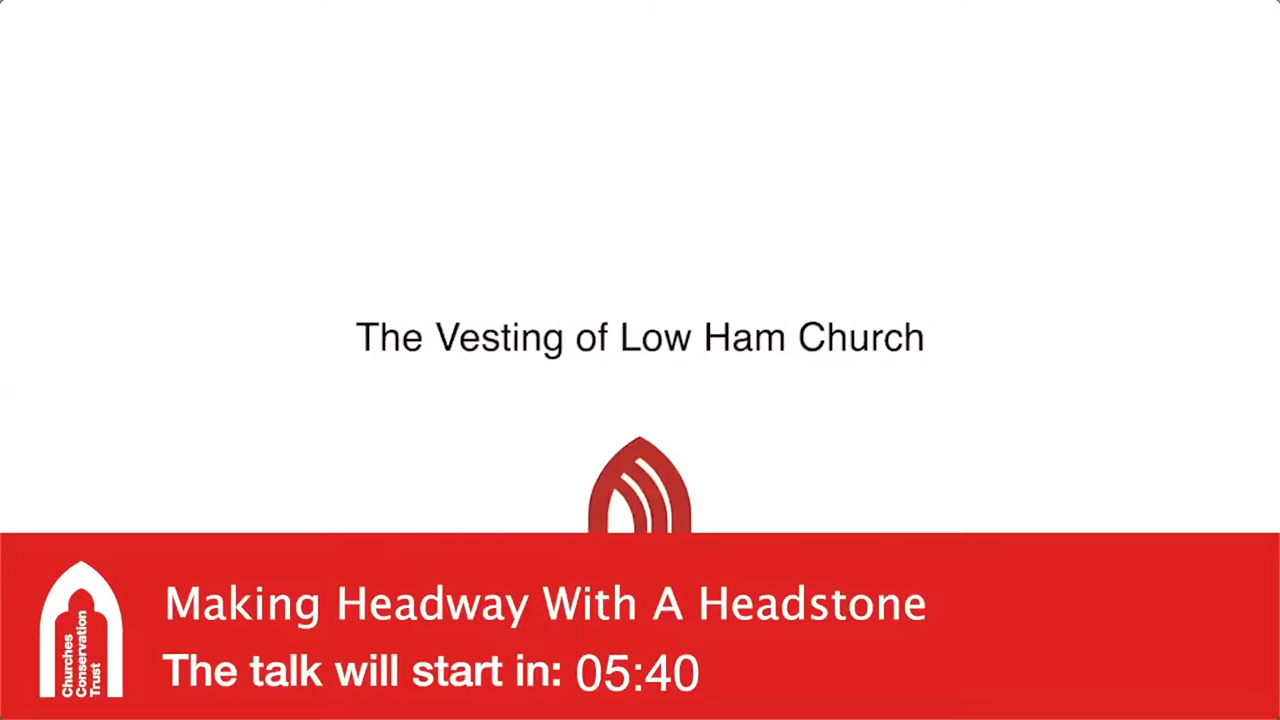 The Vesting of Low Ham Church
Making Headway With A Headstone
The talk will start in: 05:40
Churches
Conservation
Trust